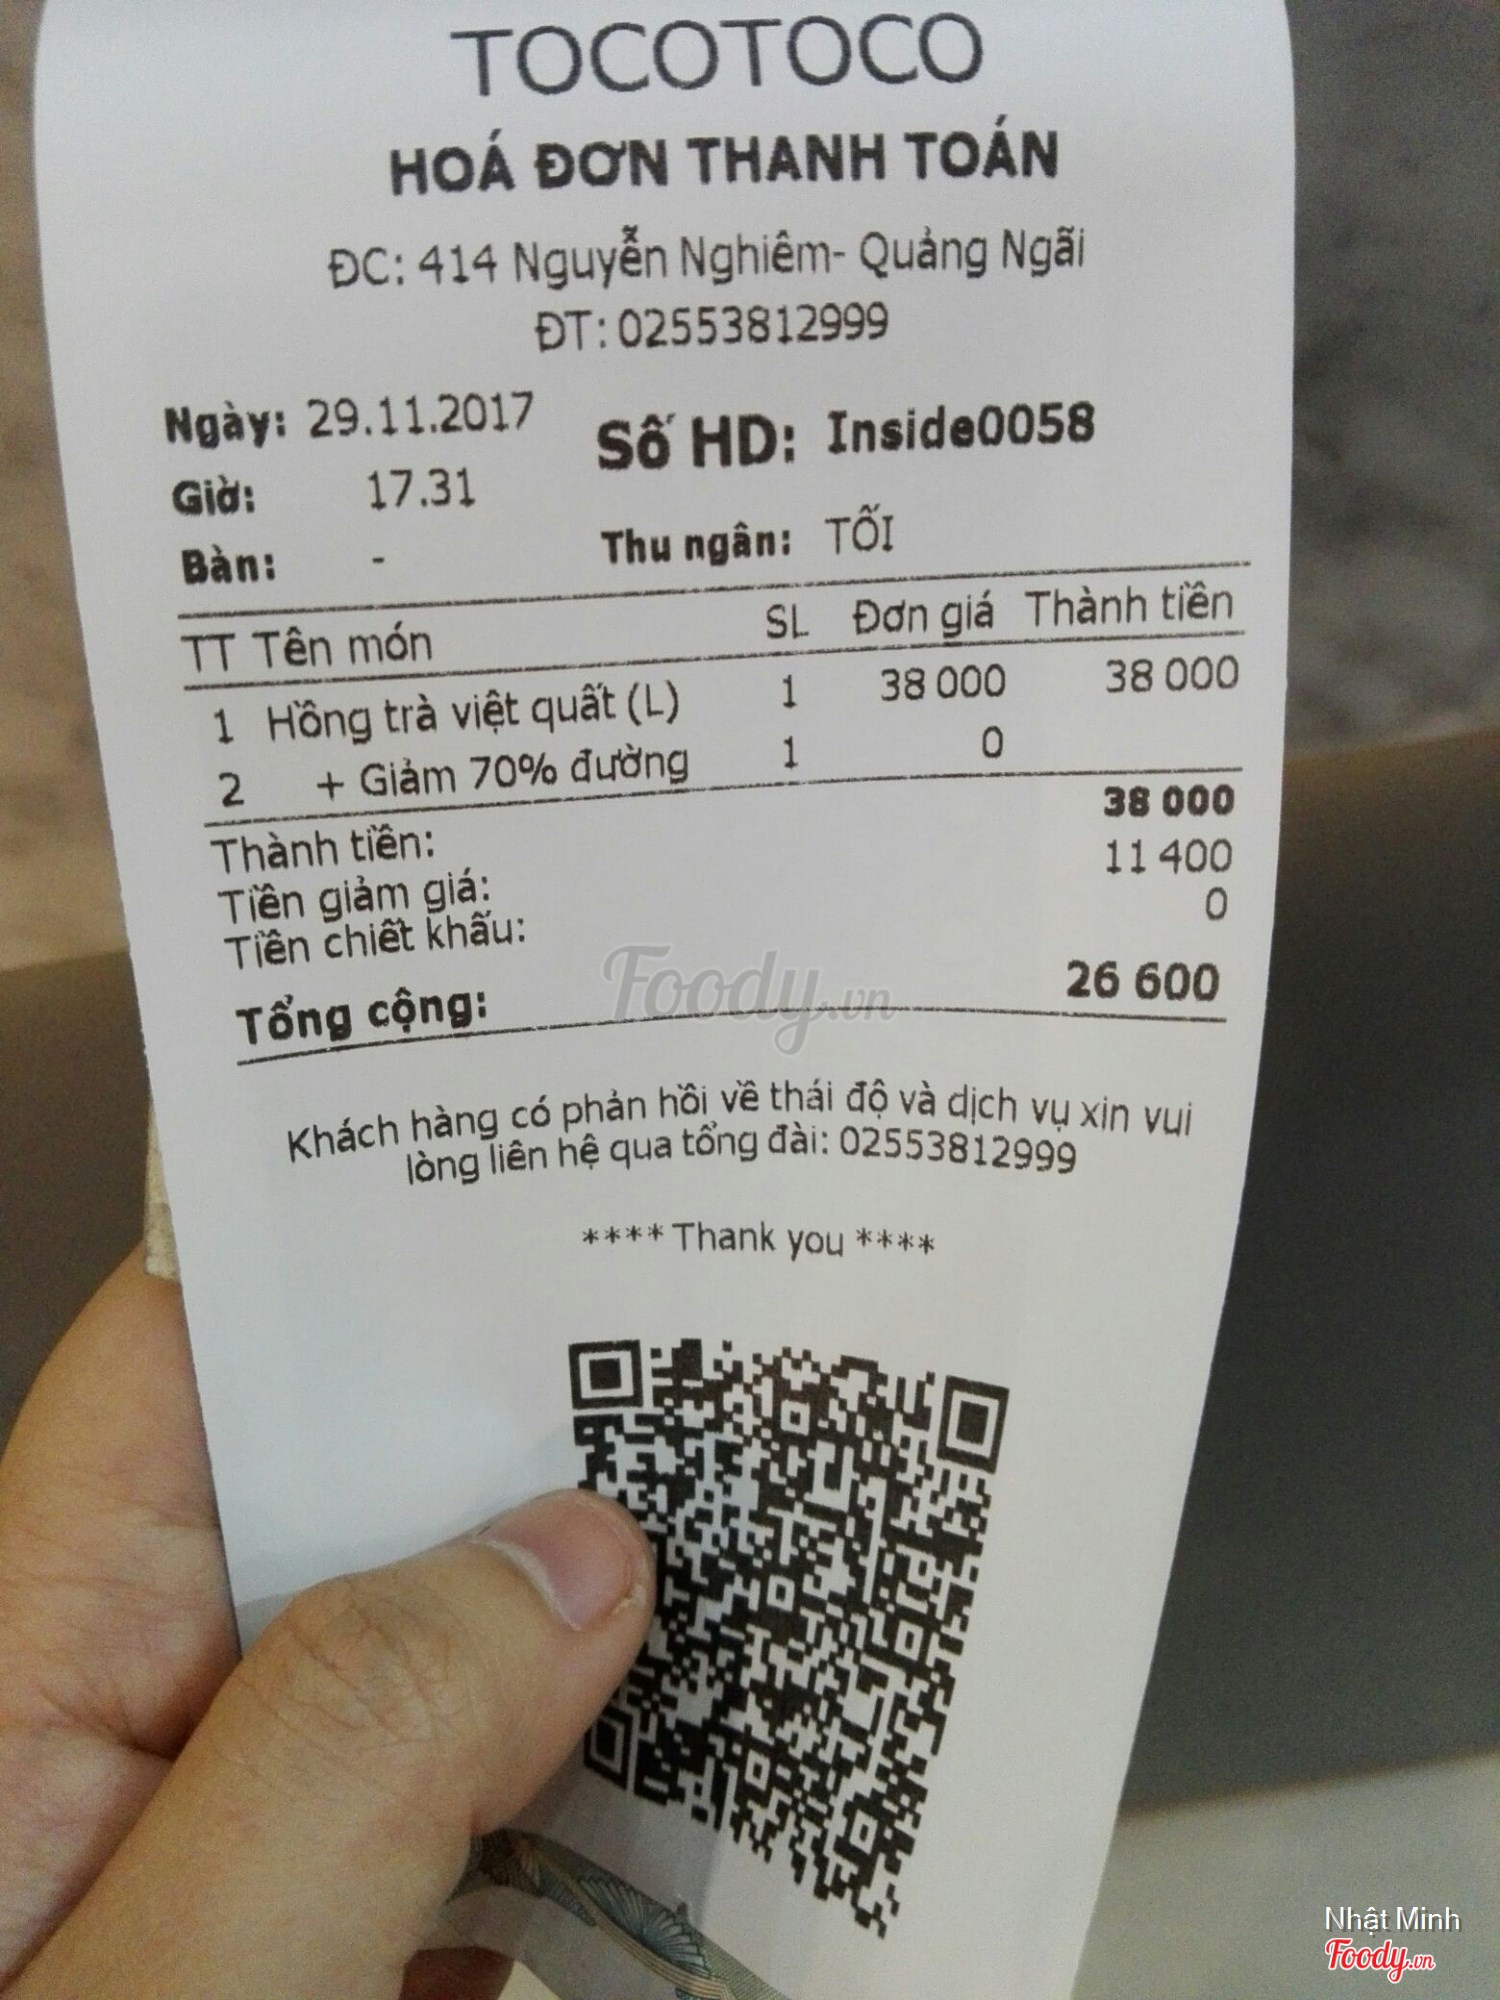 TOCOTOCO
HOÁ ĐƠN THANH TOÁN
ĐC: 414 Nguyễn Nghiêm- Quảng Ngãi
ĐT: 02553812999
Ngày: 29.11.2017 Số HD: Inside0058
Giờ: 17.31
Bàn: - Thu ngân: TỐI
TT Tên món SL Đơn giá Thành tiền
1 Hồng trà việt quất (L) 1 38 000 38 000
2 + Giảm 70% đường 1 0
Thành tiền: 38 000
Tiền giảm giá: 11 400
Tiền chiết khấu: 0
Tổng cộng: 26 600
Foody.vn
Khách hàng có phản hồi về thái độ và dịch vụ xin vui
lòng liên hệ qua tổng đài: 02553812999
**** Thank you ****
Nhật Minh
Foody.vn